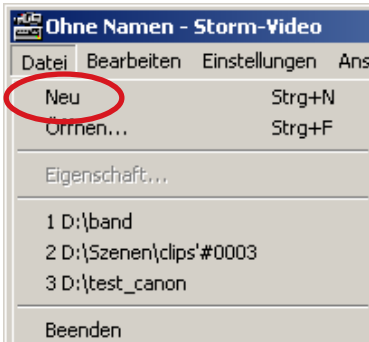 Ohne Namen - Storm-Video
Datei Bearbeiten Einstellungen Ans
Neu Strg+N
Öffnen... Strg+F
Eigenschaft...
1 D:\band
2 D:\Szenen\clips'#0003
3 D:\test_canon
Beenden